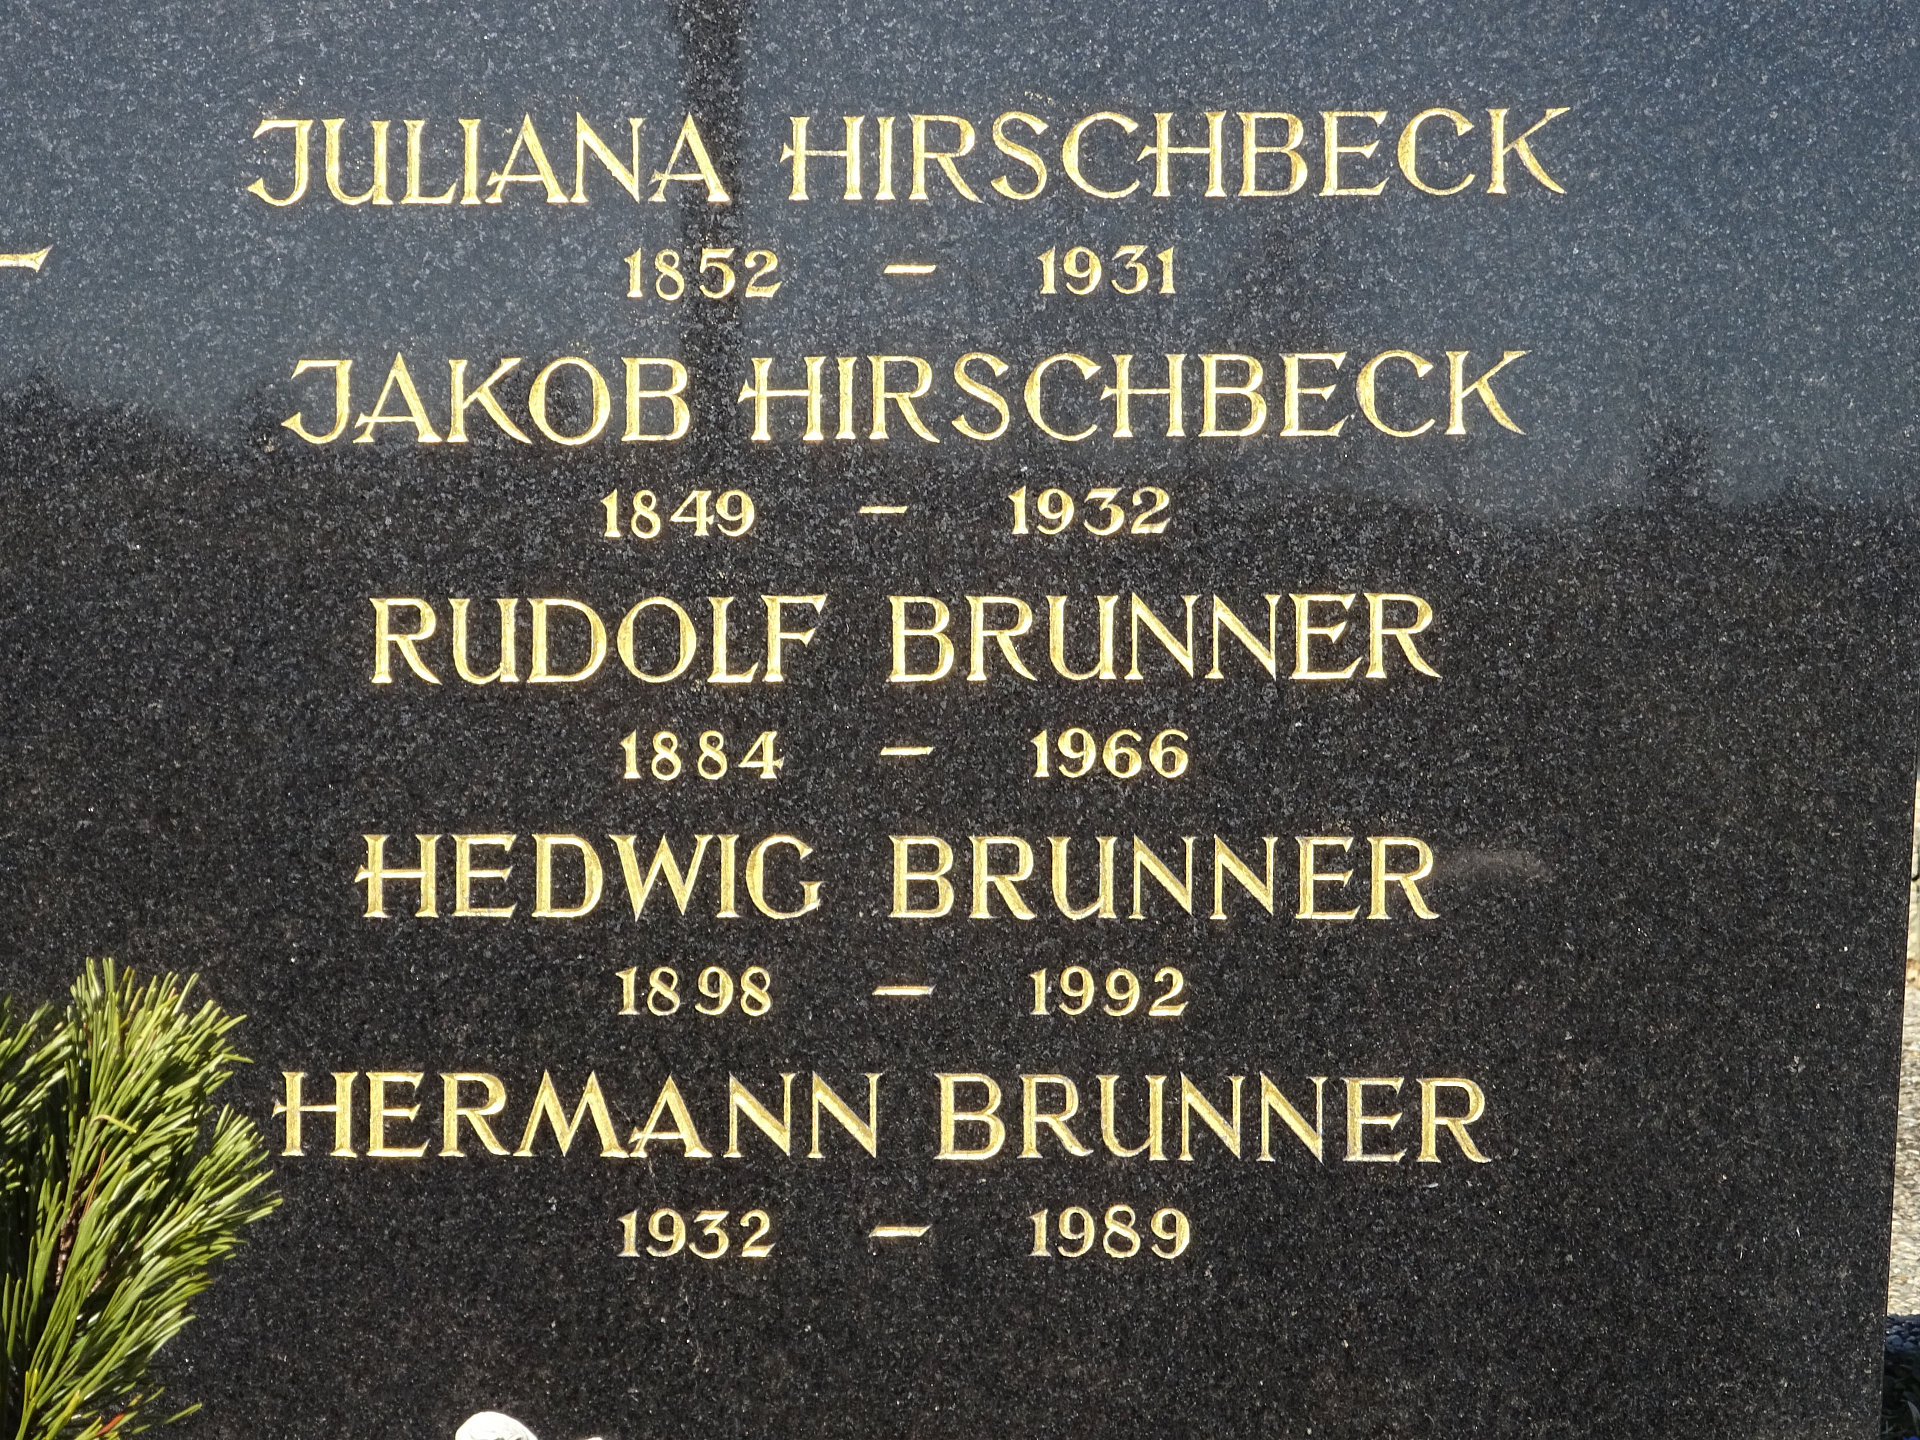 JULIANA HIRSCHBECK
1852 – 1931
JAKOB HIRSCHBECK
1849 – 1932
RUDOLF BRUNNER
1884 – 1966
HEDWIG BRUNNER
1898 – 1992
HERMANN BRUNNER
1932 – 1989